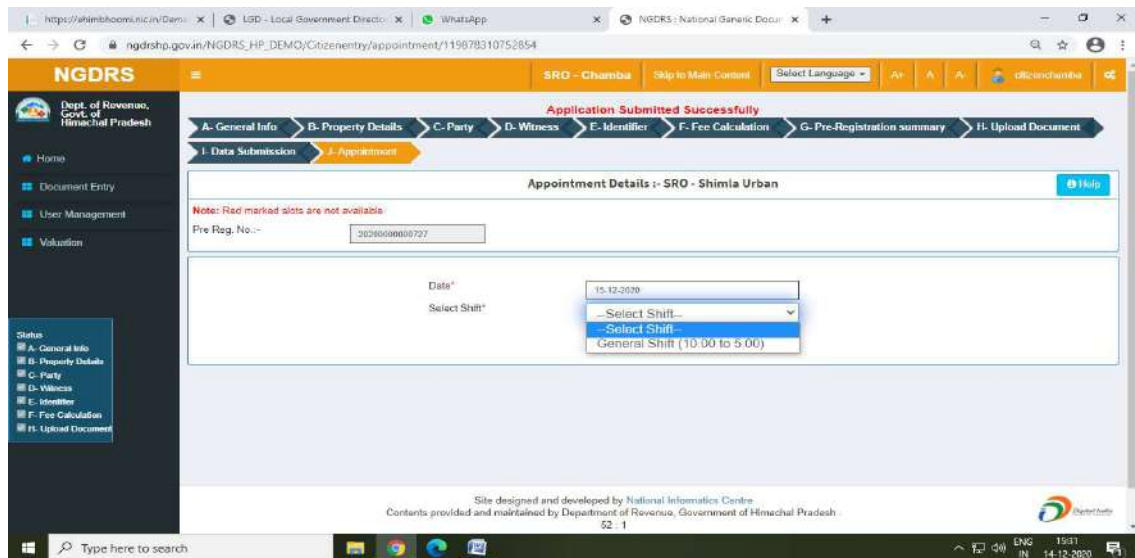 https://ehimbhoomi.nic.in/Dem
LGD - Local Government Directo
WhatsApp
NGDRS : National Generic Docur
ngdrshp.gov.in/NGDRS_HP_DEMO/Citizenentry/appointment/119878310752854
NGDRS
SRO - Chamba
Skip to Main Content
Select Language
A+
A
A-
citizenchamba
Dept. of Revenue,
Govt. of
Himachal Pradesh
Home
Document Entry
User Management
Valuation
Application Submitted Successfully
A- General Info
B- Property Details
C- Party
D- Witness
E- Identifier
F- Fee Calculation
G- Pre-Registration summary
H- Upload Document
I- Data Submission
J- Appointment
Appointment Details :- SRO - Shimla Urban
Help
Note: Red marked slots are not available
Pre Reg. No.:-
20200000000727
Date*
15-12-2020
Select Shift*
--Select Shift--
--Select Shift--
General Shift (10:00 to 5:00)
Status
A- General Info
B- Property Details
C- Party
D- Witness
E- Identifier
F- Fee Calculation
H- Upload Document
Site designed and developed by National Informatics Centre
Contents provided and maintained by Department of Revenue, Government of Himachal Pradesh
52 : 1
Digital India
Type here to search
ENG
IN
15:31
14-12-2020